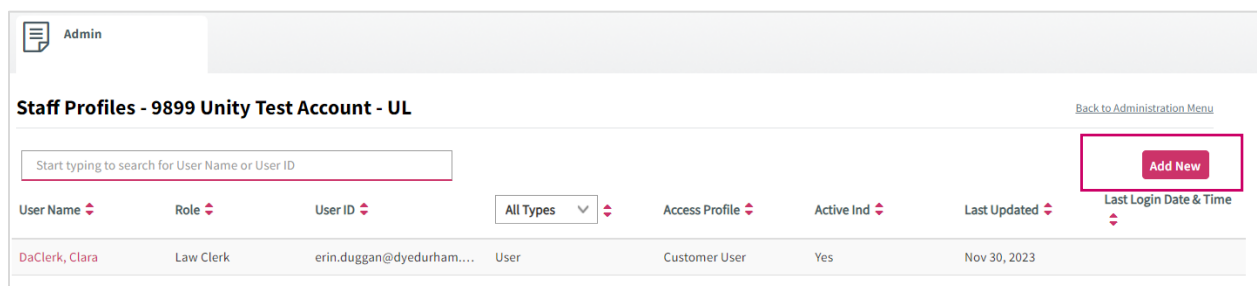 Admin
Staff Profiles - 9899 Unity Test Account - UL
Back to Administration Menu
Start typing to search for User Name or User ID
Add New
User Name Role User ID All Types Access Profile Active Ind Last Updated Last Login Date & Time
DaClerk, Clara Law Clerk erin.duggan@dyedurham.... User Customer User Yes Nov 30, 2023